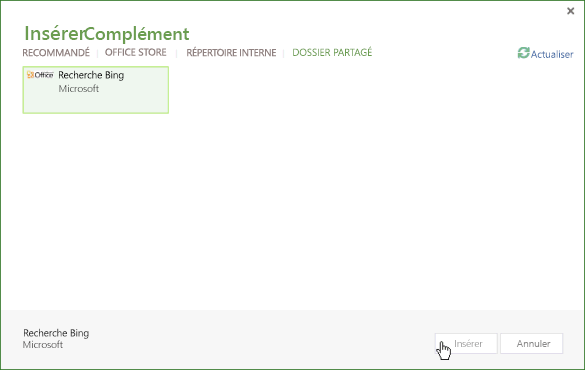 InsérerComplément
RECOMMANDÉ | OFFICE STORE | RÉPERTOIRE INTERNE | DOSSIER PARTAGÉ
Actualiser
Office Recherche Bing
Microsoft
Recherche Bing
Microsoft
Insérer Annuler